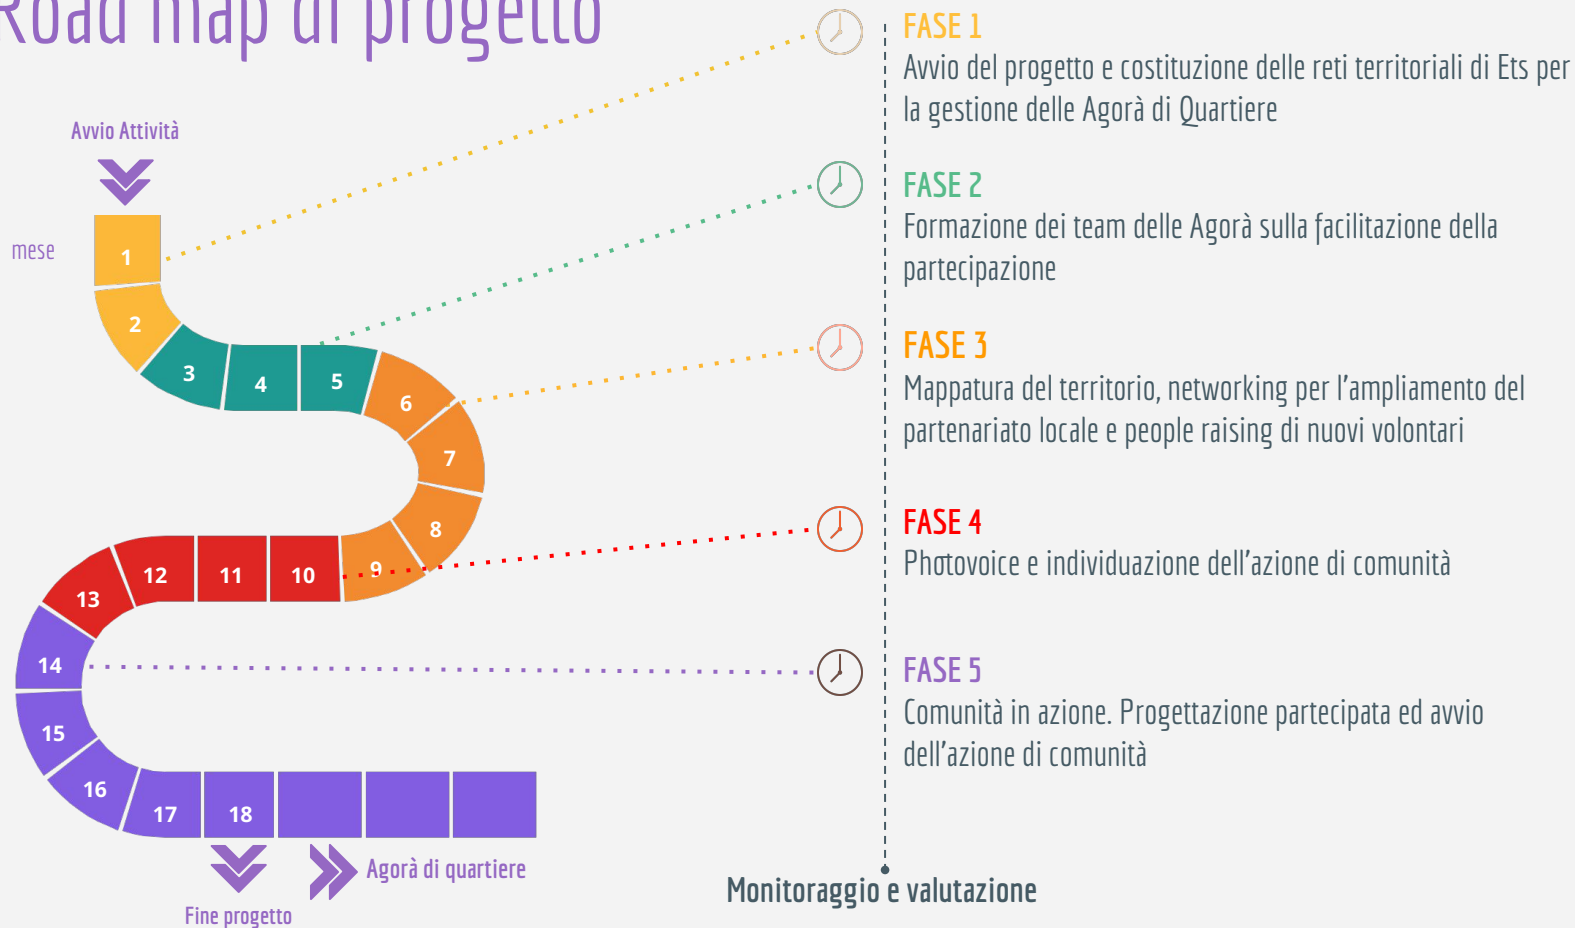 Road map di progetto
Avvio Attività
mese
1
2
3
4
5
6
7
8
9
10
11
12
13
14
15
16
17
18
Agorà di quartiere
Fine progetto
FASE 1
Avvio del progetto e costituzione delle reti territoriali di Ets per
la gestione delle Agorà di Quartiere
FASE 2
Formazione dei team delle Agorà sulla facilitazione della
partecipazione
FASE 3
Mappatura del territorio, networking per l'ampliamento del
partenariato locale e people raising di nuovi volontari
FASE 4
Photovoice e individuazione dell'azione di comunità
FASE 5
Comunità in azione. Progettazione partecipata ed avvio
dell'azione di comunità
Monitoraggio e valutazione